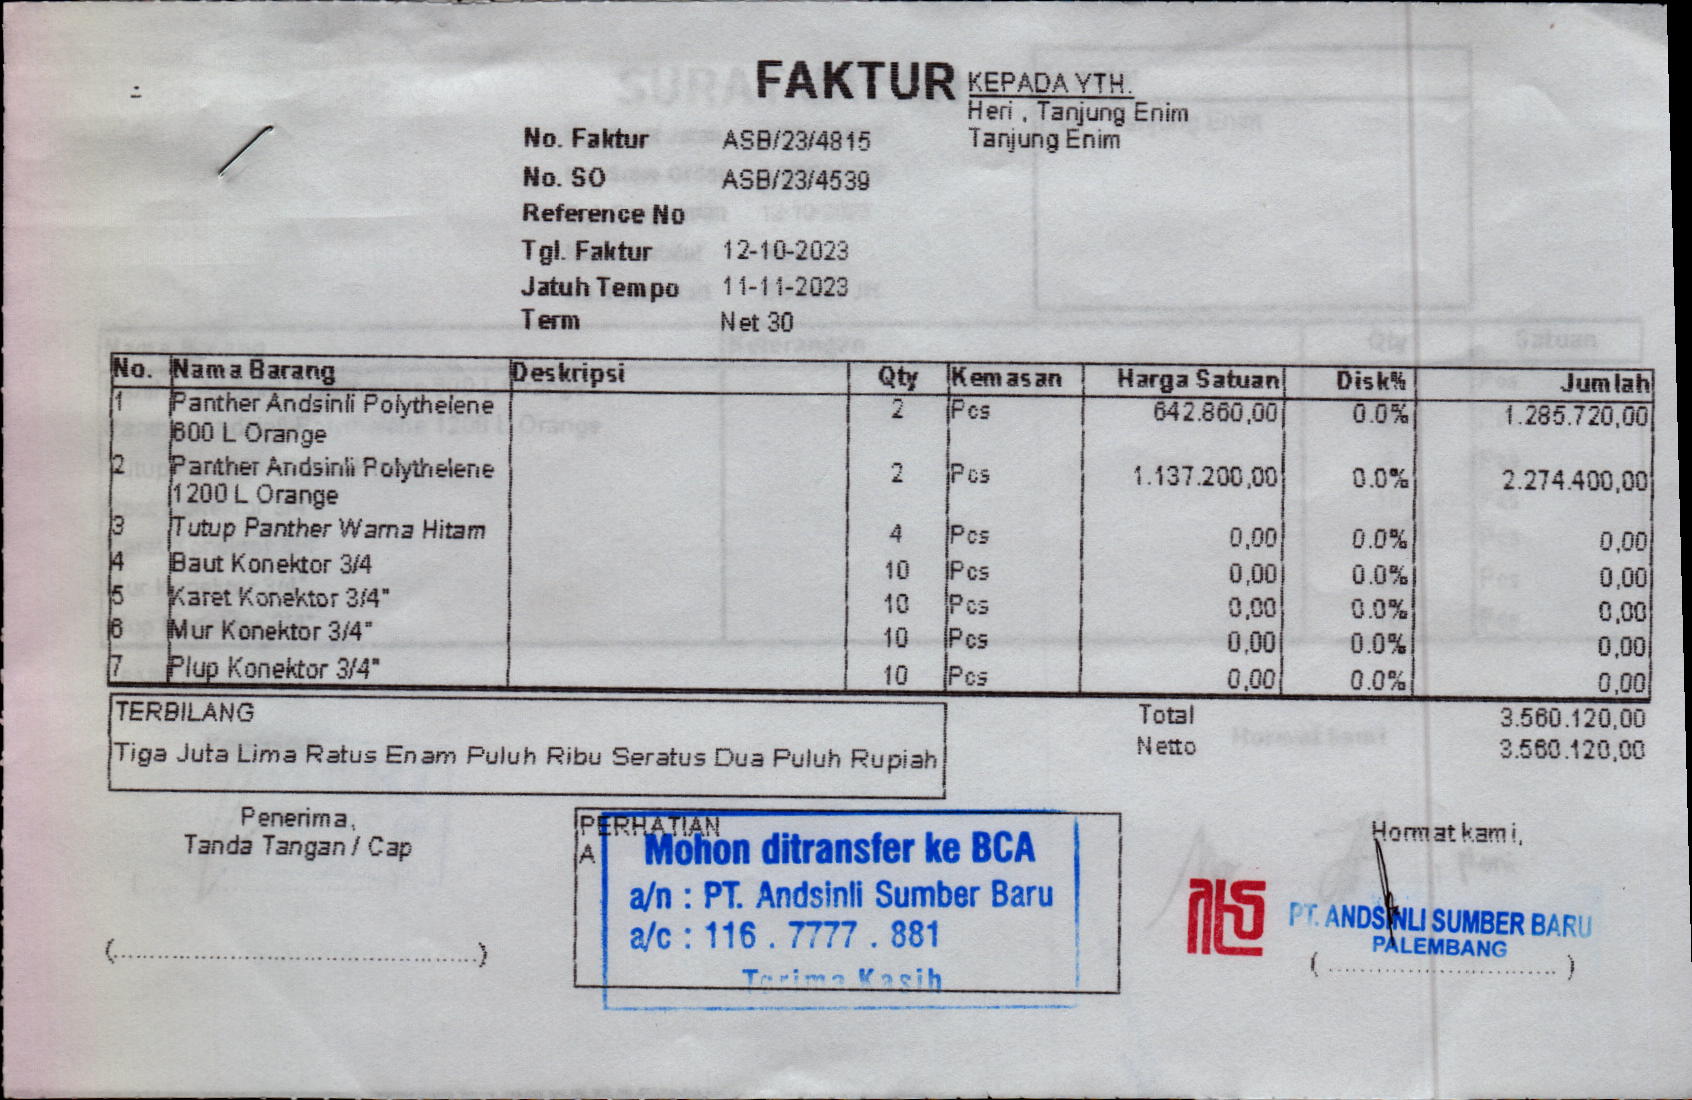 FAKTUR
KEPADA YTH.
Heri , Tanjung Enim
Tanjung Enim
No. Faktur ASB/23/4815
No. SO ASB/23/4539
Reference No
Tgl. Faktur 12-10-2023
Jatuh Tempo 11-11-2023
Term Net 30
No. Nama Barang Deskripsi Qty Kemasan Harga Satuan Disk% Jumlah
1 Panther Andsinli Polythelene 2 Pcs 642.860,00 0.0% 1.285.720,00
600 L Orange
2 Panther Andsinli Polythelene 2 Pcs 1.137.200,00 0.0% 2.274.400,00
1200 L Orange
3 Tutup Panther Warna Hitam 4 Pcs 0,00 0.0% 0,00
4 Baut Konektor 3/4 10 Pcs 0,00 0.0% 0,00
5 Karet Konektor 3/4" 10 Pcs 0,00 0.0% 0,00
6 Mur Konektor 3/4" 10 Pcs 0,00 0.0% 0,00
7 Plup Konektor 3/4" 10 Pcs 0,00 0.0% 0,00
TERBILANG
Tiga Juta Lima Ratus Enam Puluh Ribu Seratus Dua Puluh Rupiah
Total 3.560.120,00
Netto 3.560.120,00
Penerima,
Tanda Tangan / Cap
(..............................................)
PERHATIAN
A
Mohon ditransfer ke BCA
a/n : PT. Andsinli Sumber Baru
a/c : 116 . 7777 . 881
Terima Kasih
Hormat kami,
PT. ANDSINLI SUMBER BARU
PALEMBANG
( ............................. )